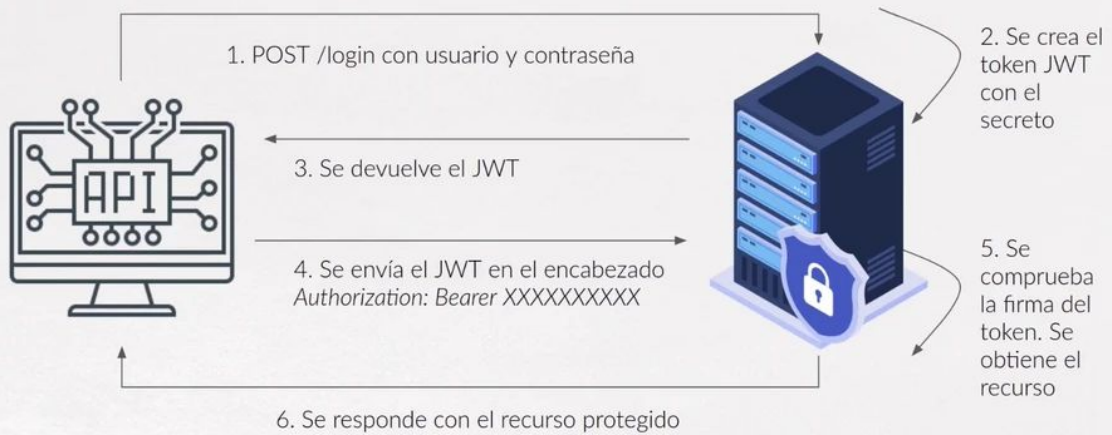 1. POST /login con usuario y contraseña
2. Se crea el
token JWT
con el
secreto
API
3. Se devuelve el JWT
4. Se envía el JWT en el encabezado
Authorization: Bearer XXXXXXXXXX
5. Se
comprueba
la firma del
token. Se
obtiene el
recurso
6. Se responde con el recurso protegido